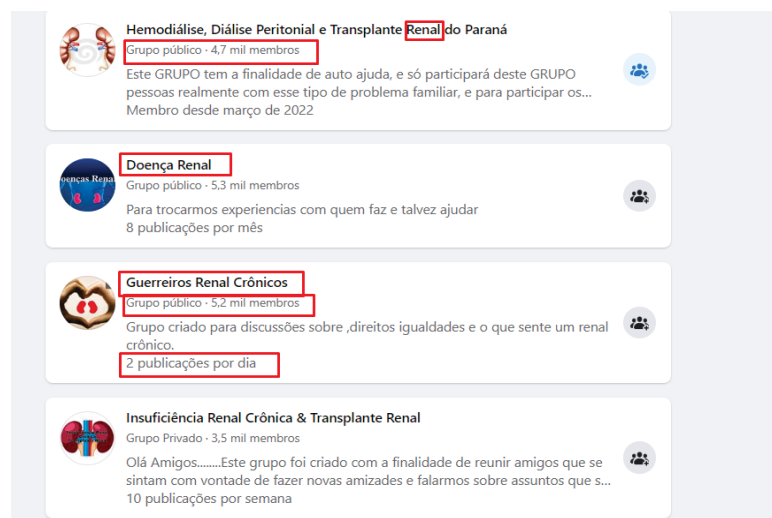 Hemodiálise, Diálise Peritonial e Transplante Renal do Paraná
Grupo público · 4,7 mil membros
Este GRUPO tem a finalidade de auto ajuda, e só participará deste GRUPO
pessoas realmente com esse tipo de problema familiar, e para participar os...
Membro desde março de 2022
Doença Renal
Grupo público · 5,3 mil membros
Para trocarmos experiencias com quem faz e talvez ajudar
8 publicações por mês
Guerreiros Renal Crônicos
Grupo público · 5,2 mil membros
Grupo criado para discussões sobre ,direitos igualdades e o que sente um renal
crônico.
2 publicações por dia
Insuficiência Renal Crônica & Transplante Renal
Grupo Privado · 3,5 mil membros
Olá Amigos........Este grupo foi criado com a finalidade de reunir amigos que se
sintam com vontade de fazer novas amizades e falarmos sobre assuntos que s...
10 publicações por semana